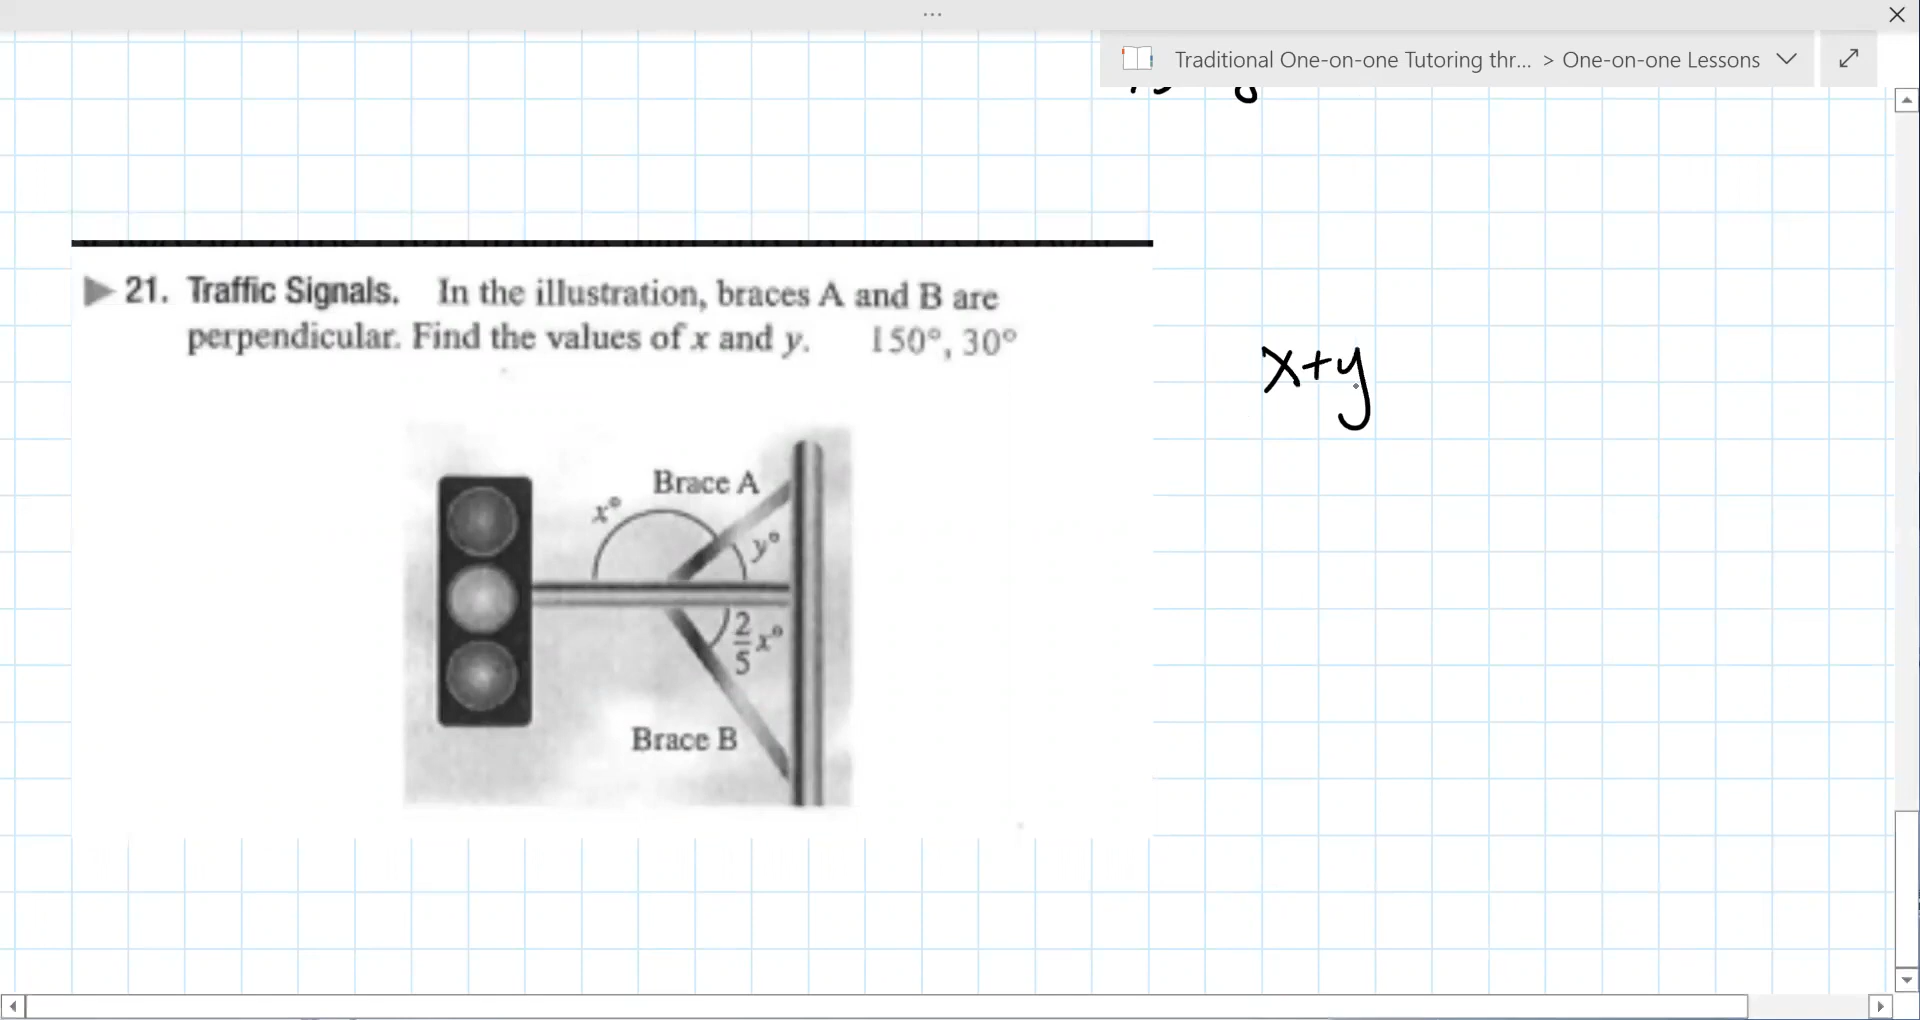 ...
Traditional One-on-one Tutoring thr... > One-on-one Lessons
21. Traffic Signals. In the illustration, braces A and B are
perpendicular. Find the values of x and y. 150°, 30°
x+y
Brace A
x°
y°
2/5 x°
Brace B